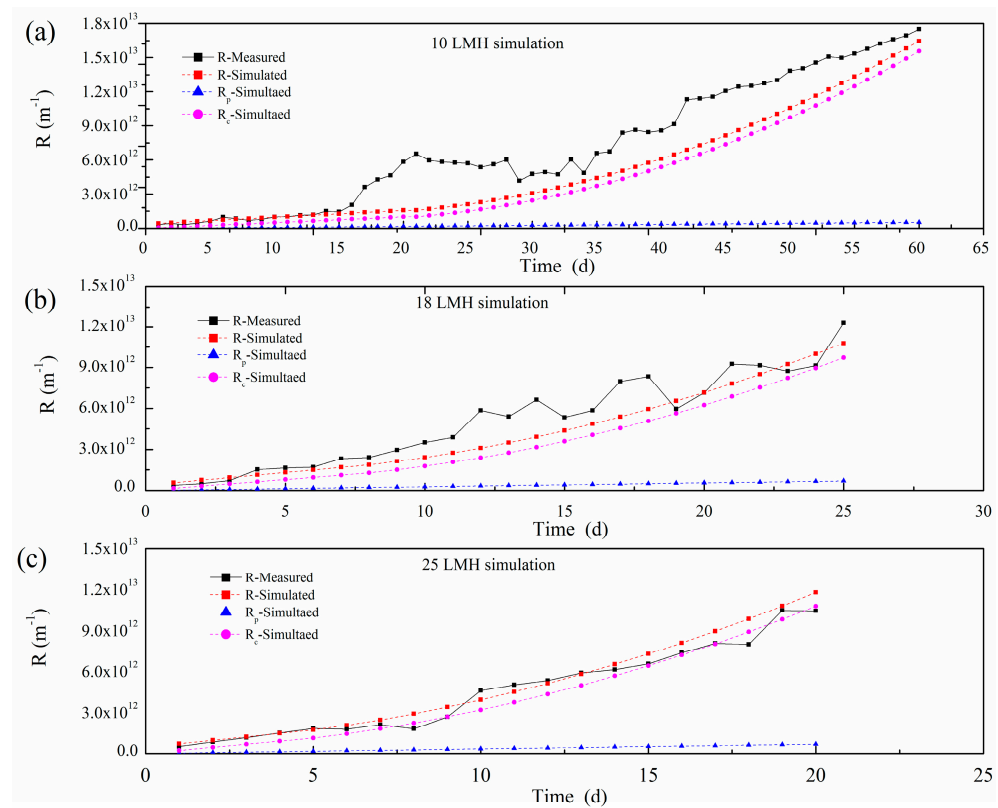 (a)
10 LMII simulation
R-Measured
R-Simulated
Rp-Simultaed
Rc-Simultaed
R (m-1)
1.8x10^13
1.5x10^13
1.2x10^13
9.0x10^12
6.0x10^12
3.0x10^12
0.0
0 5 10 15 20 25 30 35 40 45 50 55 60 65
Time (d)
(b)
18 LMH simulation
R-Measured
R-Simulated
Rp-Simultaed
Rc-Simultaed
R (m-1)
1.5x10^13
1.2x10^13
9.0x10^12
6.0x10^12
3.0x10^12
0.0
0 5 10 15 20 25 30
Time (d)
(c)
25 LMH simulation
R-Measured
R-Simulated
Rp-Simultaed
Rc-Simultaed
R (m-1)
1.5x10^13
1.2x10^13
9.0x10^12
6.0x10^12
3.0x10^12
0.0
0 5 10 15 20 25
Time (d)